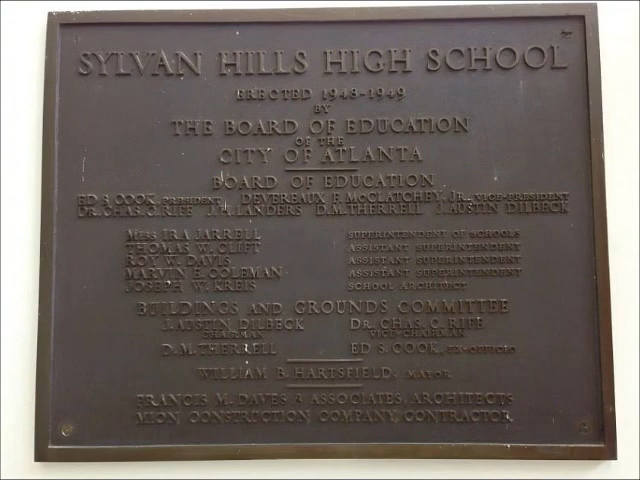 SYLVAN HILLS HIGH SCHOOL
ERECTED 1948-1949
BY
THE BOARD OF EDUCATION
OF THE
CITY OF ATLANTA
BOARD OF EDUCATION
ED S. COOK, PRESIDENT DEVEREAUX F. MCCLATCHEY, JR., VICE-PRESIDENT
DR. CHAS. C. RIFE J. H. LANDERS D. M. THERRELL J. AUSTIN DILBECK
MISS IRA JARRELL SUPERINTENDENT OF SCHOOLS
THOMAS W. CLIFT ASSISTANT SUPERINTENDENT
ROY W. DAVIS ASSISTANT SUPERINTENDENT
MARVIN E. COLEMAN ASSISTANT SUPERINTENDENT
JOSEPH W. KREIS SCHOOL ARCHITECT
BUILDINGS AND GROUNDS COMMITTEE
J. AUSTIN DILBECK DR. CHAS. C. RIFE
CHAIRMAN VICE-CHAIRMAN
D. M. THERRELL ED S. COOK, EX-OFFICIO
WILLIAM B. HARTSFIELD, MAYOR
FRANCIS M. DAVES & ASSOCIATES, ARCHITECTS
MION CONSTRUCTION COMPANY, CONTRACTOR